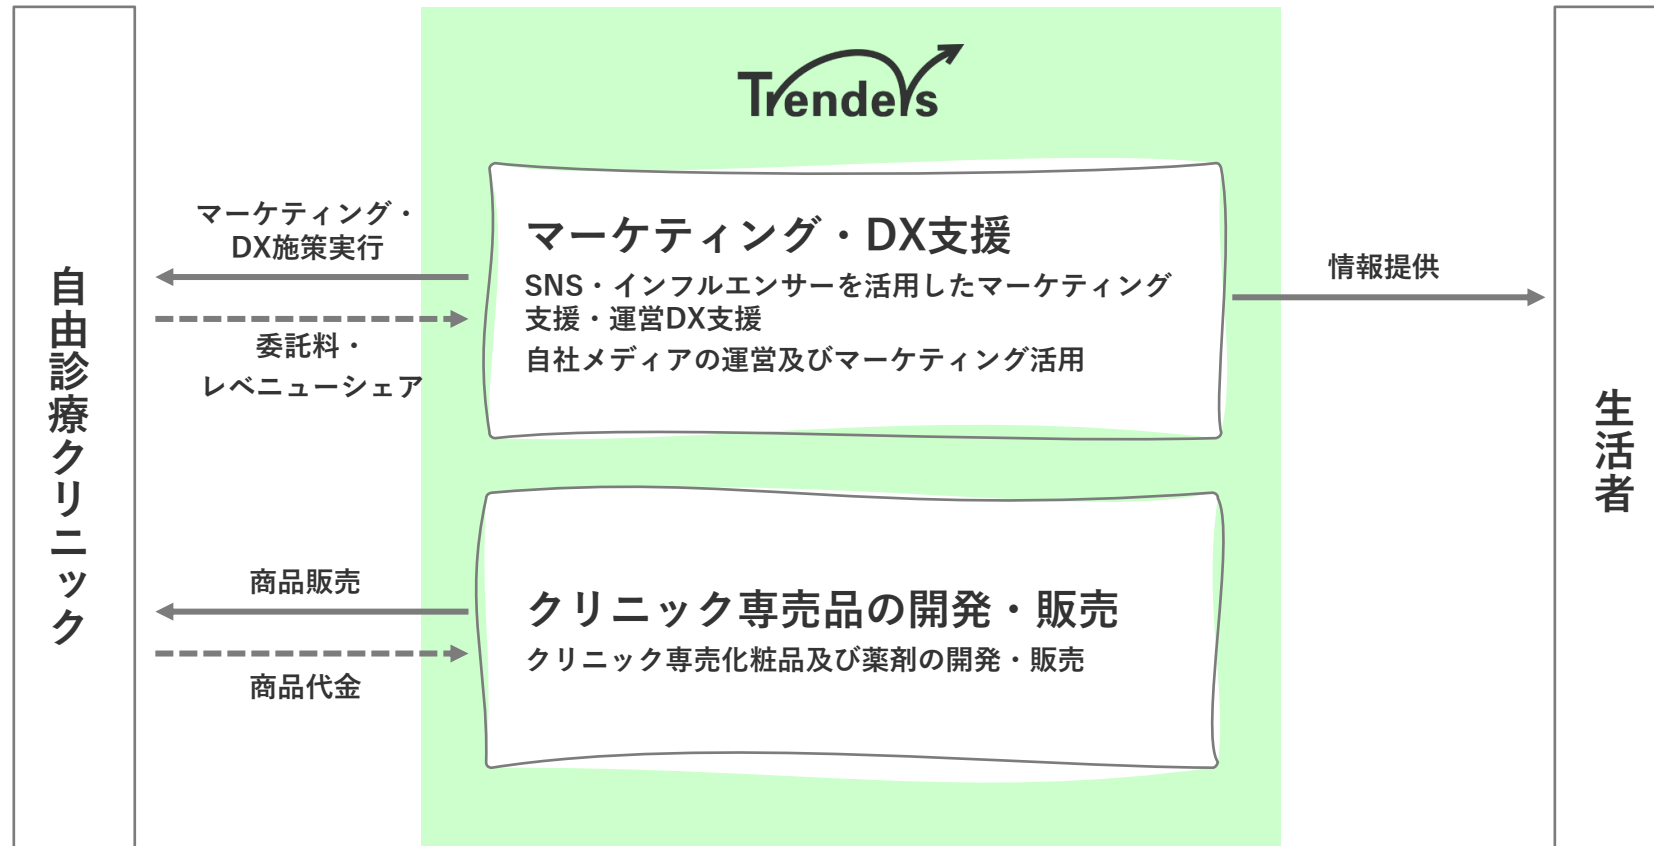 Trenders
自由診療クリニック
マーケティング・
DX施策実行
委託料・
レベニューシェア
マーケティング・DX支援
SNS・インフルエンサーを活用したマーケティング
支援・運営DX支援
自社メディアの運営及びマーケティング活用
情報提供
生活者
商品販売
商品代金
クリニック専売品の開発・販売
クリニック専売化粧品及び薬剤の開発・販売